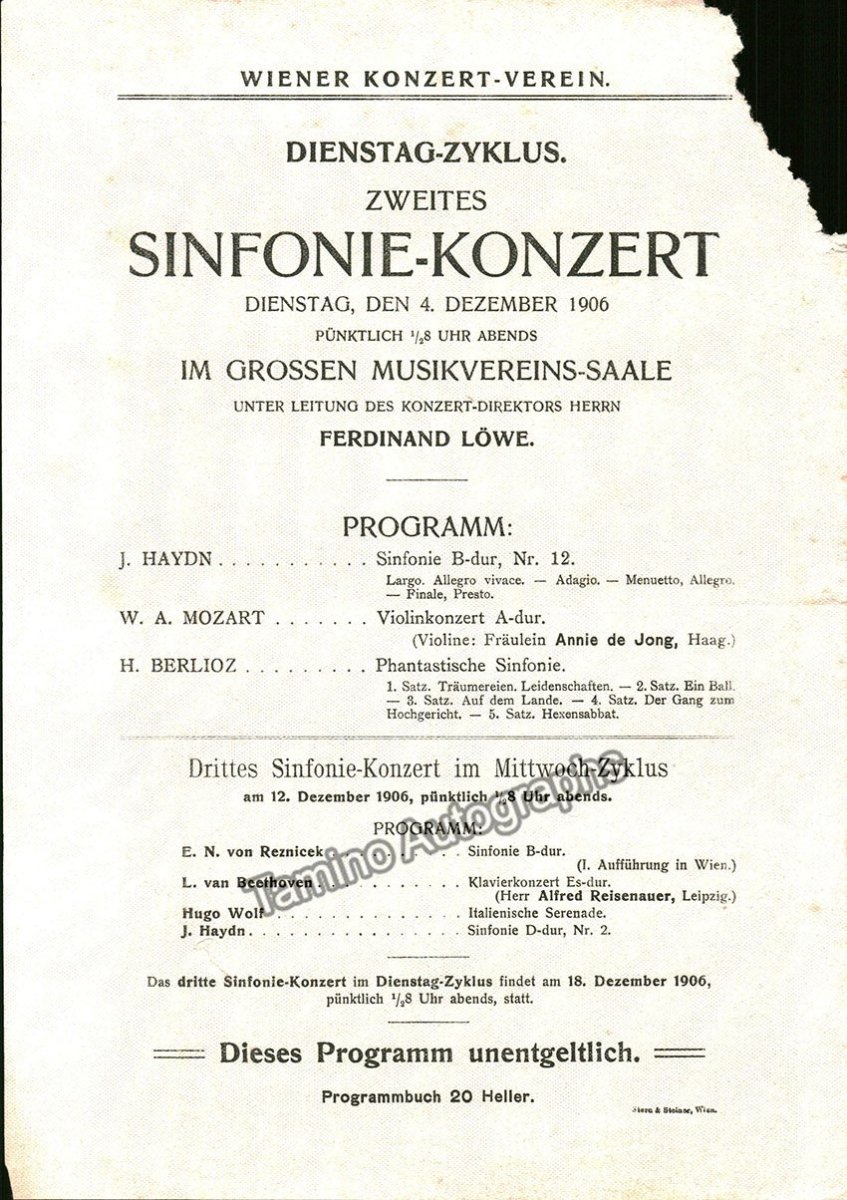 WIENER KONZERT-VEREIN.
DIENSTAG-ZYKLUS.
ZWEITES
SINFONIE-KONZERT
DIENSTAG, DEN 4. DEZEMBER 1906
PÜNKTLICH ½8 UHR ABENDS
IM GROSSEN MUSIKVEREINS-SAALE
UNTER LEITUNG DES KONZERT-DIREKTORS HERRN
FERDINAND LÖWE.
PROGRAMM:
J. HAYDN . . . . . . . . . . . Sinfonie B-dur, Nr. 12.
Largo. Allegro vivace. — Adagio. — Menuetto, Allegro.
— Finale, Presto.
W. A. MOZART . . . . . . . Violinkonzert A-dur.
(Violine: Fräulein Annie de Jong, Haag.)
H. BERLIOZ . . . . . . . . . Phantastische Sinfonie.
1. Satz. Träumereien. Leidenschaften. — 2. Satz. Ein Ball.
— 3. Satz. Auf dem Lande. — 4. Satz. Der Gang zum
Hochgericht. — 5. Satz. Hexensabbat.
Drittes Sinfonie-Konzert im Mittwoch-Zyklus
am 12. Dezember 1906, pünktlich ½8 Uhr abends.
PROGRAMM:
E. N. von Reznicek . . . . . . . . . . Sinfonie B-dur.
(I. Aufführung in Wien.)
L. van Beethoven . . . . . . . . . . . Klavierkonzert Es-dur.
(Herr Alfred Reisenauer, Leipzig.)
Hugo Wolf . . . . . . . . . . . . . . . Italienische Serenade.
J. Haydn . . . . . . . . . . . . . . . . Sinfonie D-dur, Nr. 2.
Tamino Autographs
Das dritte Sinfonie-Konzert im Dienstag-Zyklus findet am 18. Dezember 1906,
pünktlich ½8 Uhr abends, statt.
Dieses Programm unentgeltlich.
Programmbuch 20 Heller.
Stern & Steiner, Wien.